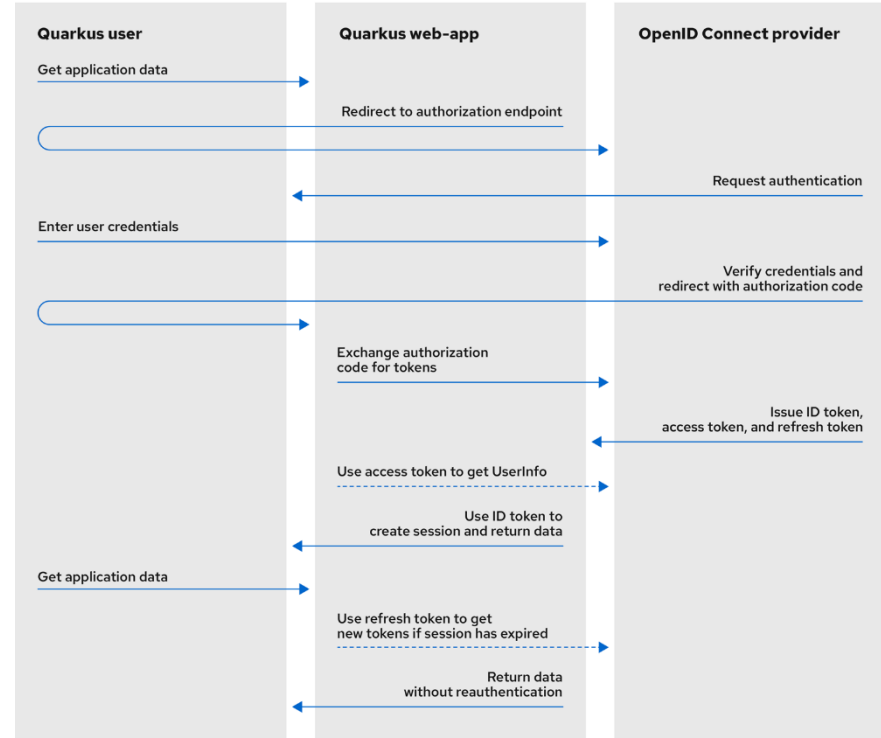 Quarkus user
Quarkus web-app
OpenID Connect provider
Get application data
Redirect to authorization endpoint
Request authentication
Enter user credentials
Verify credentials and
redirect with authorization code
Exchange authorization
code for tokens
Issue ID token,
access token, and refresh token
Use access token to get UserInfo
Use ID token to
create session and return data
Get application data
Use refresh token to get
new tokens if session has expired
Return data
without reauthentication